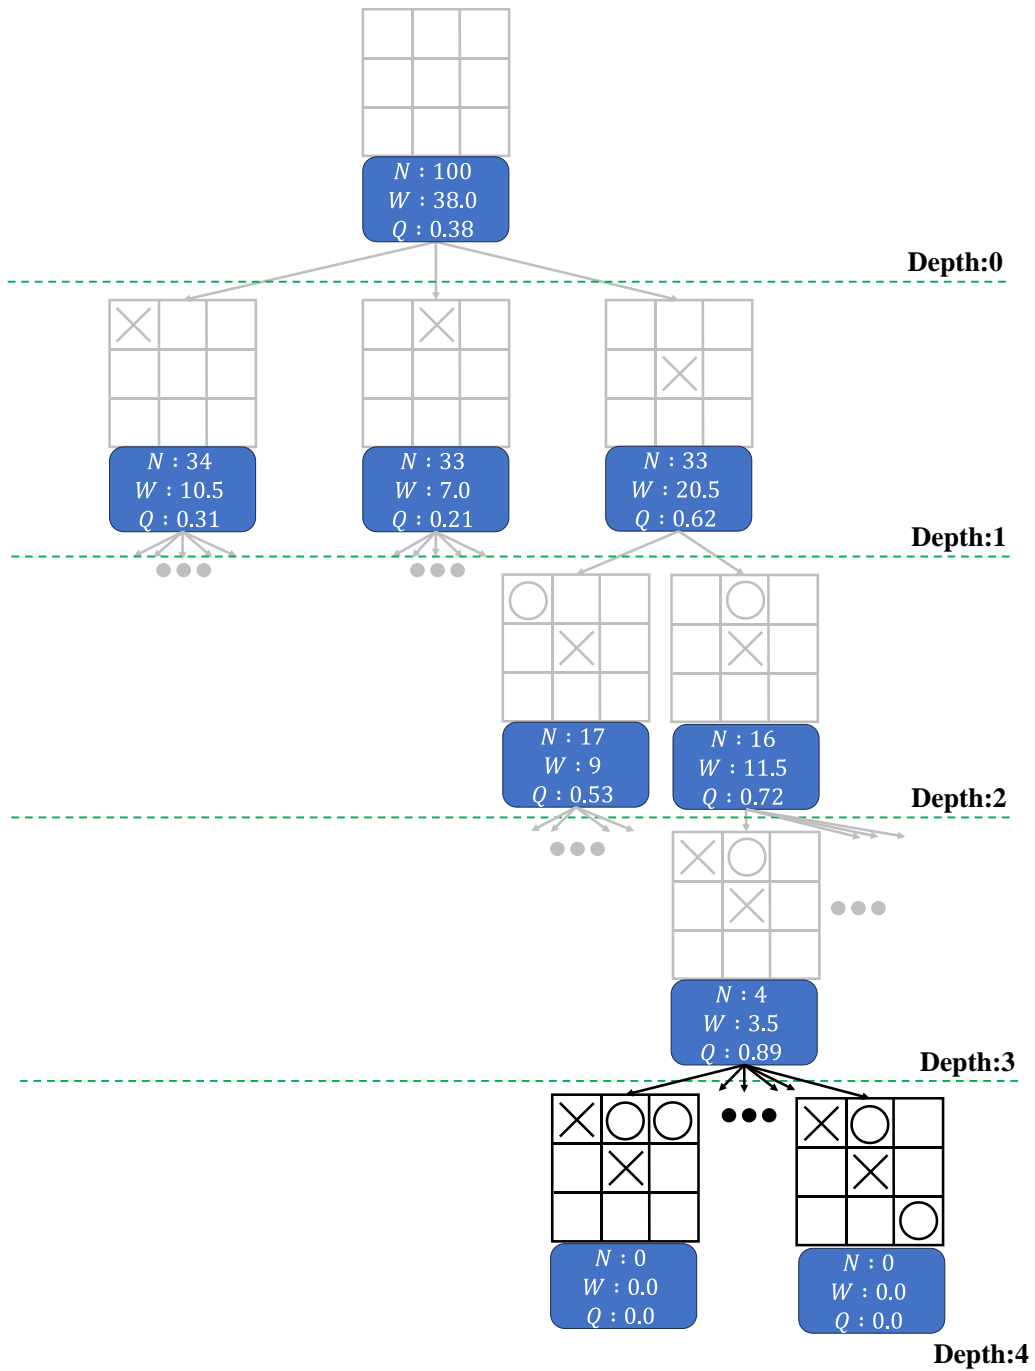 N : 100
W : 38.0
Q : 0.38
Depth:0
N : 34
W : 10.5
Q : 0.31
N : 33
W : 7.0
Q : 0.21
N : 33
W : 20.5
Q : 0.62
Depth:1
N : 17
W : 9
Q : 0.53
N : 16
W : 11.5
Q : 0.72
Depth:2
N : 4
W : 3.5
Q : 0.89
Depth:3
N : 0
W : 0.0
Q : 0.0
N : 0
W : 0.0
Q : 0.0
Depth:4